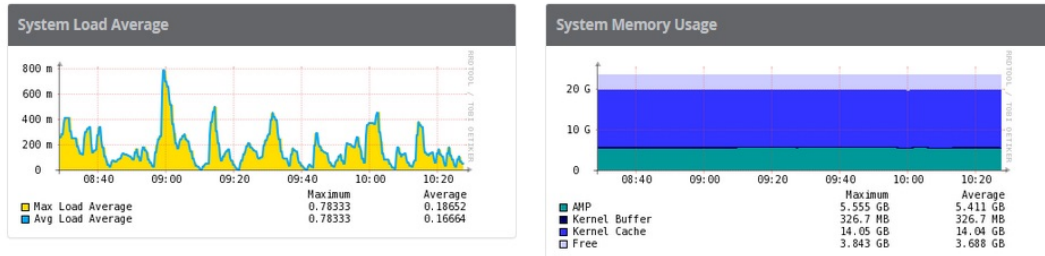 System Load Average
800 m
600 m
400 m
200 m
0
08:40 09:00 09:20 09:40 10:00 10:20
Maximum Average
Max Load Average 0.78333 0.18652
Avg Load Average 0.78333 0.16664
RRDTOOL / TOBI OETIKER
System Memory Usage
20 G
10 G
0
08:40 09:00 09:20 09:40 10:00 10:20
Maximum Average
AMP 5.555 GB 5.411 GB
Kernel Buffer 326.7 MB 326.7 MB
Kernel Cache 14.05 GB 14.04 GB
Free 3.843 GB 3.688 GB
RRDTOOL / TOBI OETIKER